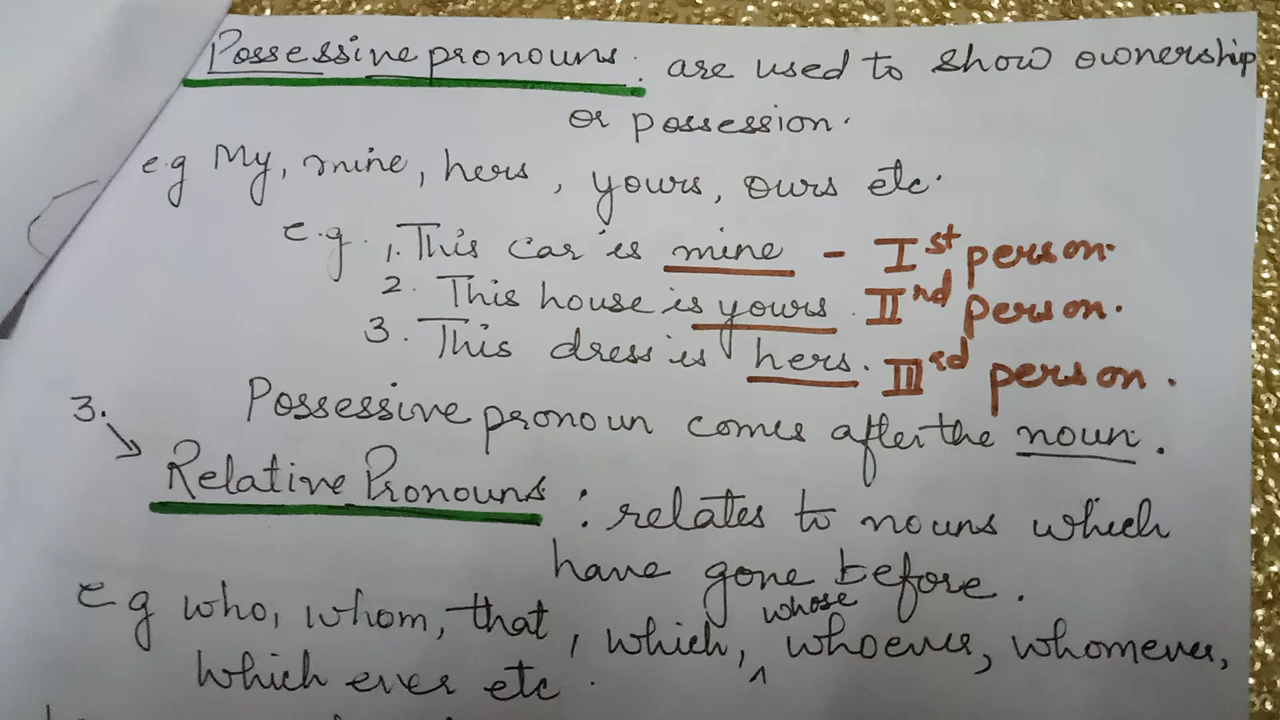 Possessive pronouns : are used to show ownership
or possession.
e.g My, mine, hers, yours, ours etc.
e.g. 1. This car is mine - Ist person.
2. This house is yours. IInd person.
3. This dress is hers. IIIrd person.
Possessive pronoun comes after the noun.
3.
Relative Pronouns : relates to nouns which
have gone before.
whose
eg who, whom, that, which, ^ whoever, whomever,
which ever etc.